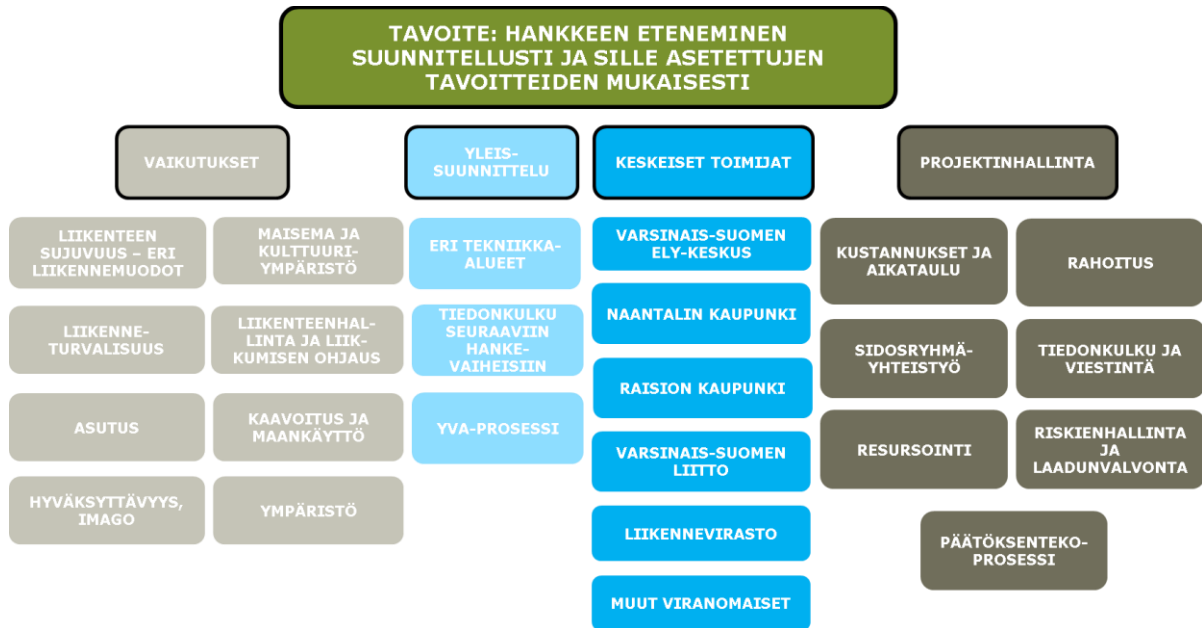 TAVOITE: HANKKEEN ETENEMINEN
SUUNNITELLUSTI JA SILLE ASETETTUJEN
TAVOITTEIDEN MUKAISESTI
VAIKUTUKSET
LIIKENTEEN
SUJUVUUS – ERI
LIIKENNEMUODOT
MAISEMA JA
KULTTUURI-
YMPÄRISTÖ
LIIKENNE-
TURVALISUUS
LIIKENTEENHAL-
LINTA JA LIIK-
KUMISEN OHJAUS
ASUTUS
KAAVOITUS JA
MAANKÄYTTÖ
HYVÄKSYTTÄVYYS,
IMAGO
YMPÄRISTÖ
YLEIS-
SUUNNITTELU
ERI TEKNIIKKA-
ALUEET
TIEDONKULKU
SEURAAVIIN
HANKE-
VAIHEISIIN
YVA-PROSESSI
KESKEISET TOIMIJAT
VARSINAIS-SUOMEN
ELY-KESKUS
NAANTALIN KAUPUNKI
RAISION KAUPUNKI
VARSINAIS-SUOMEN
LIITTO
LIIKENNEVIRASTO
MUUT VIRANOMAISET
PROJEKTINHALLINTA
KUSTANNUKSET JA
AIKATAULU
RAHOITUS
SIDOSRYHMÄ-
YHTEISTYÖ
TIEDONKULKU JA
VIESTINTÄ
RESURSOINTI
RISKIENHALLINTA
JA
LAADUNVALVONTA
PÄÄTÖKSENTEKO-
PROSESSI